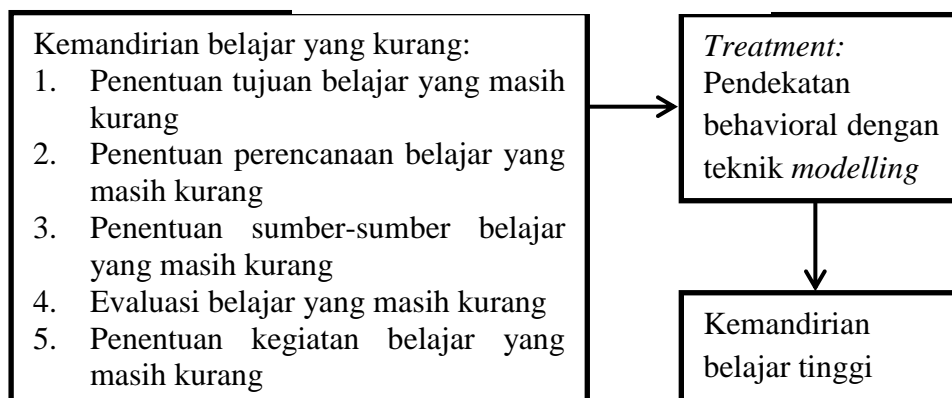 Kemandirian belajar yang kurang:
1. Penentuan tujuan belajar yang masih
kurang
2. Penentuan perencanaan belajar yang
masih kurang
3. Penentuan sumber-sumber belajar
yang masih kurang
4. Evaluasi belajar yang masih kurang
5. Penentuan kegiatan belajar yang
masih kurang
Treatment:
Pendekatan
behavioral dengan
teknik modelling
Kemandirian
belajar tinggi